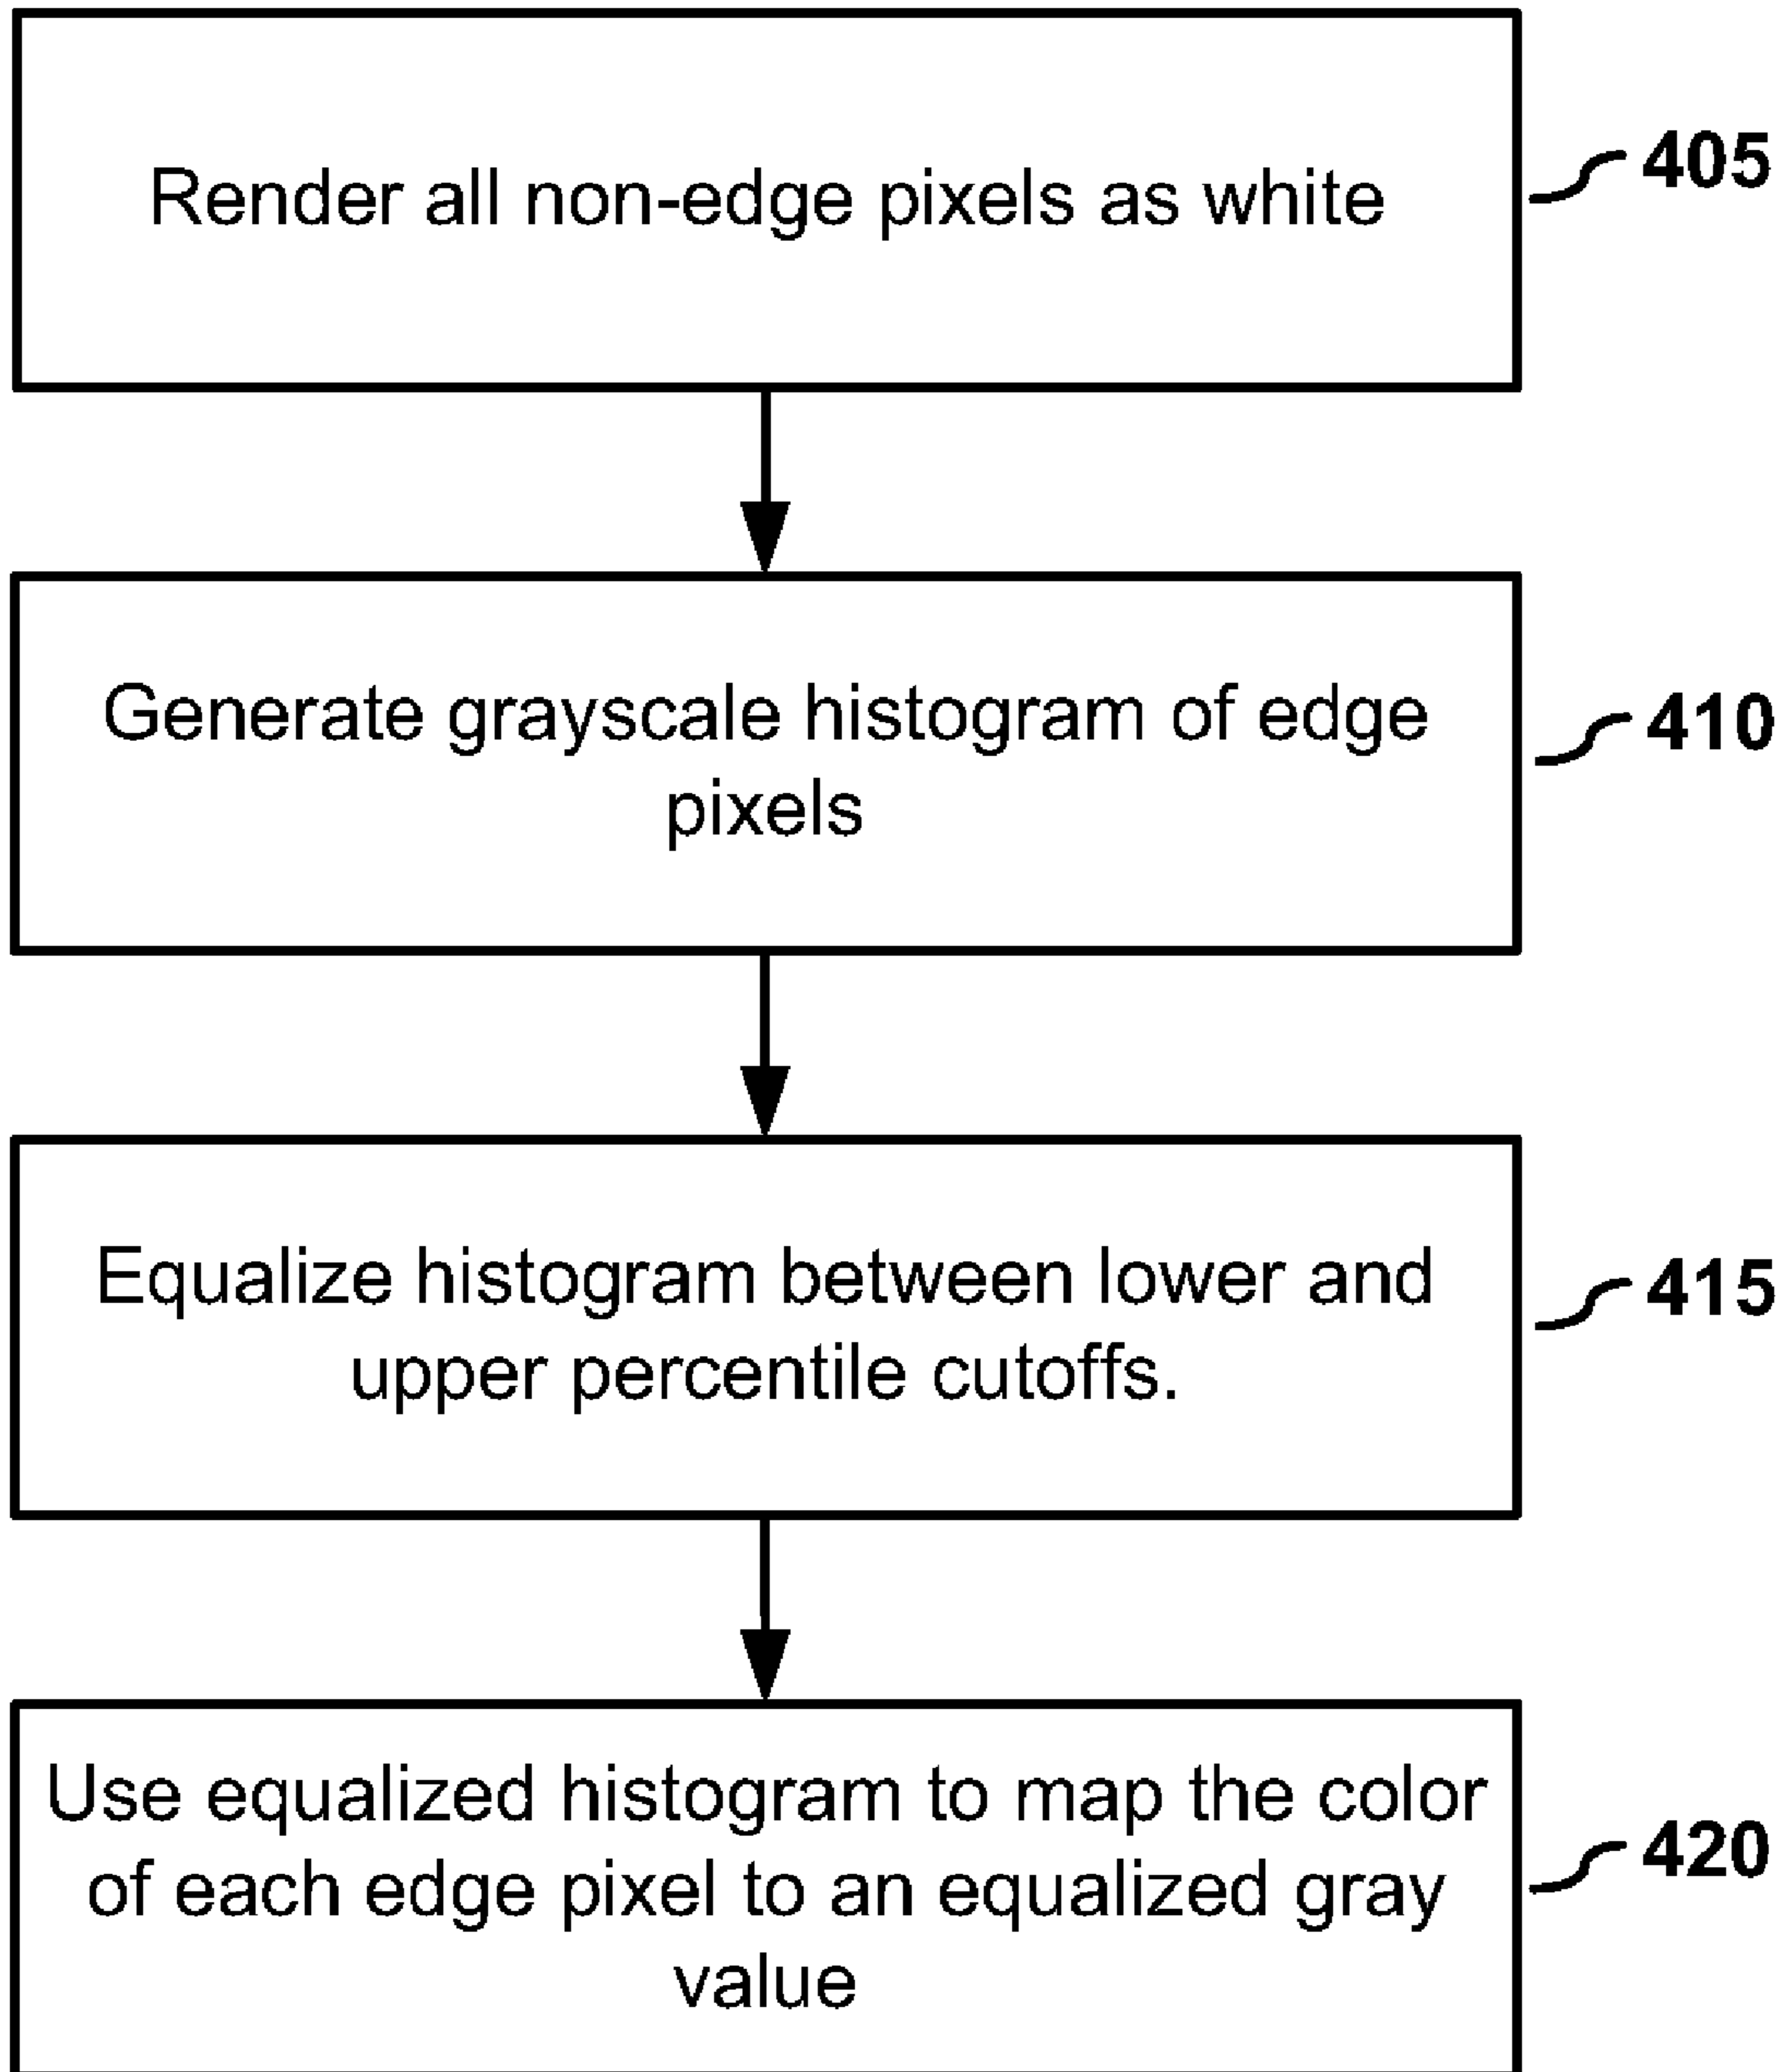 Render all non-edge pixels as white
405
Generate grayscale histogram of edge
pixels
410
Equalize histogram between lower and
upper percentile cutoffs.
415
Use equalized histogram to map the color
of each edge pixel to an equalized gray
value
420